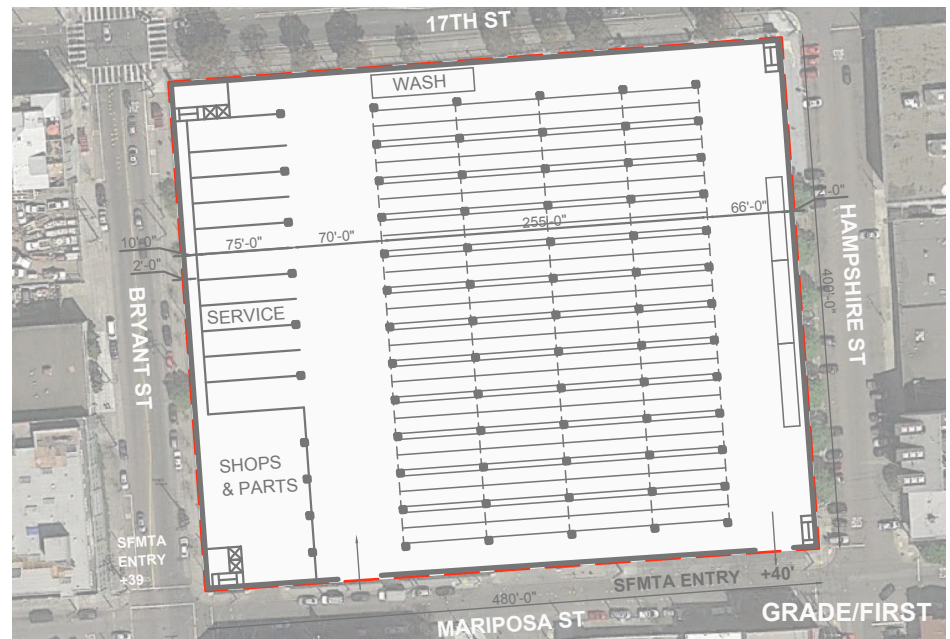 17TH ST
WASH
2'-0"
66'-0"
255'-0"
70'-0"
75'-0"
10'-0"
2'-0"
HAMPSHIRE ST
400'-0"
BRYANT ST
SERVICE
SHOPS
& PARTS
SFMTA
ENTRY
+39
SFMTA ENTRY
+40'
480'-0"
MARIPOSA ST
GRADE/FIRST